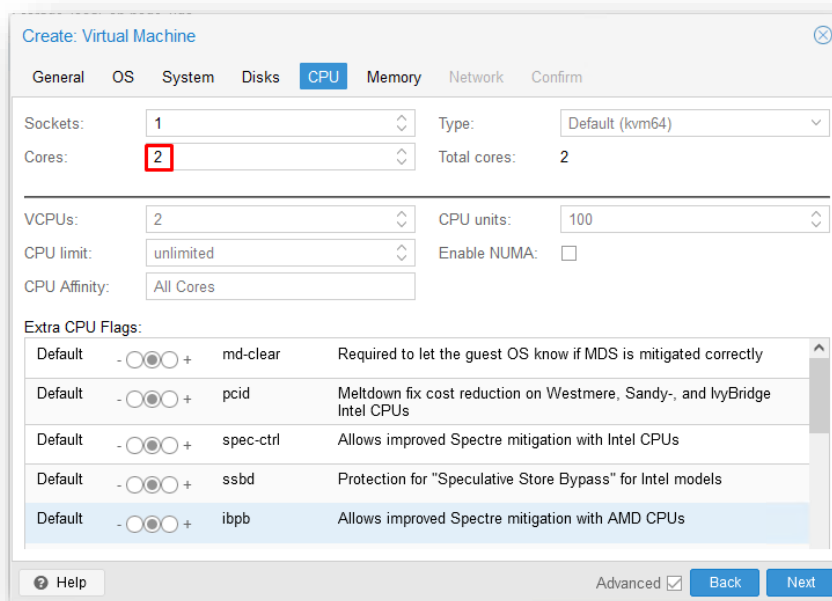 Create: Virtual Machine
General OS System Disks CPU Memory Network Confirm
Sockets: 1 Type: Default (kvm64)
Cores: 2 Total cores: 2
VCPUs: 2 CPU units: 100
CPU limit: unlimited Enable NUMA:
CPU Affinity: All Cores
Extra CPU Flags:
Default - + md-clear Required to let the guest OS know if MDS is mitigated correctly
Default - + pcid Meltdown fix cost reduction on Westmere, Sandy-, and IvyBridge
Intel CPUs
Default - + spec-ctrl Allows improved Spectre mitigation with Intel CPUs
Default - + ssbd Protection for "Speculative Store Bypass" for Intel models
Default - + ibpb Allows improved Spectre mitigation with AMD CPUs
Help Advanced Back Next